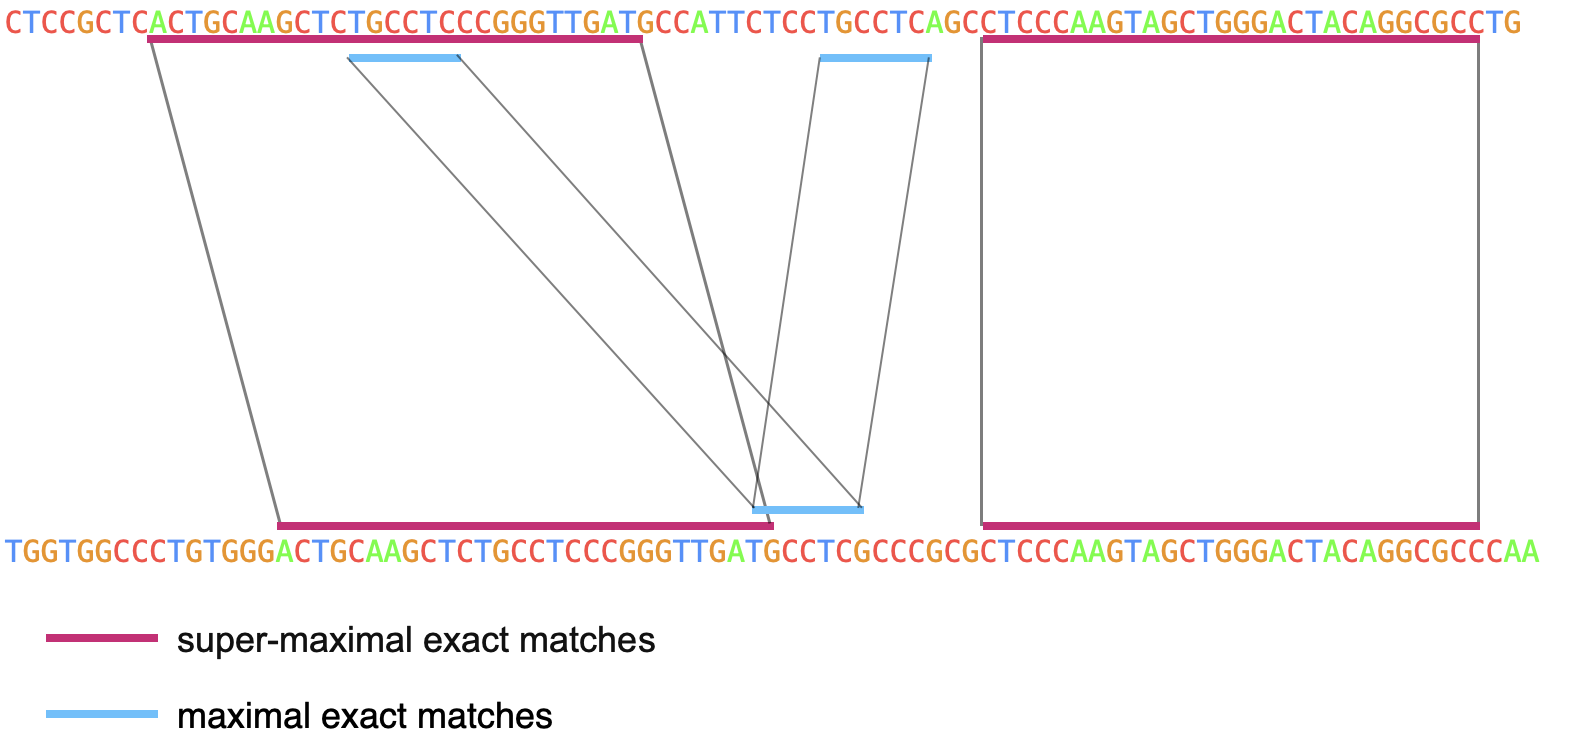 CTCCGCTCACTGCAAGCTCTGCCTCCCGGGTTGATGCCATTCTCCTGCCTCAGCCTCCCAAGTAGCTGGGACTACAGGCGCCTG
TGGTGGCCCTGTGGGACTGCAAGCTCTGCCTCCCGGGTTGATGCCTCGCCCGCGCTCCCAAGTAGCTGGGACTACAGGCGCCCAA
super-maximal exact matches
maximal exact matches